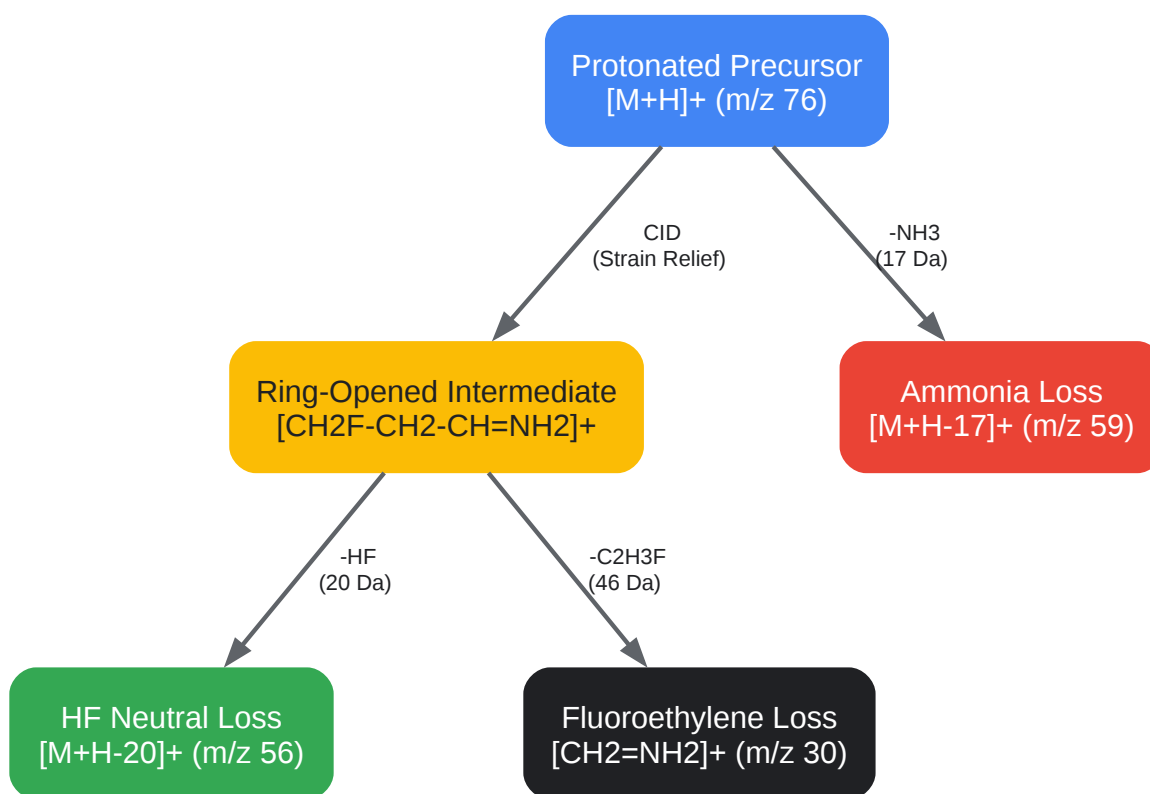 Protonated Precursor
[M+H]+ (m/z 76)
CID
(Strain Relief)
-NH3
(17 Da)
Ring-Opened Intermediate
[CH2F-CH2-CH=NH2]+
Ammonia Loss
[M+H-17]+ (m/z 59)
-HF
(20 Da)
-C2H3F
(46 Da)
HF Neutral Loss
[M+H-20]+ (m/z 56)
Fluoroethylene Loss
[CH2=NH2]+ (m/z 30)